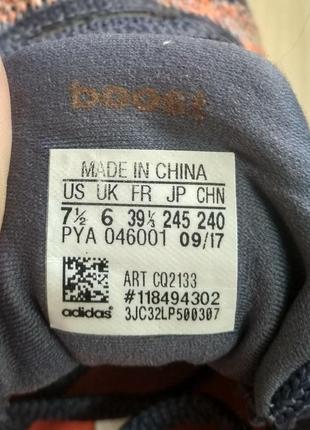 boost
MADE IN CHINA
US UK FR JP CHN
7½ 6 39⅓ 245 240
PYA 046001 09/17
ART CQ2133
#118494302
adidas 3JC32LP500307